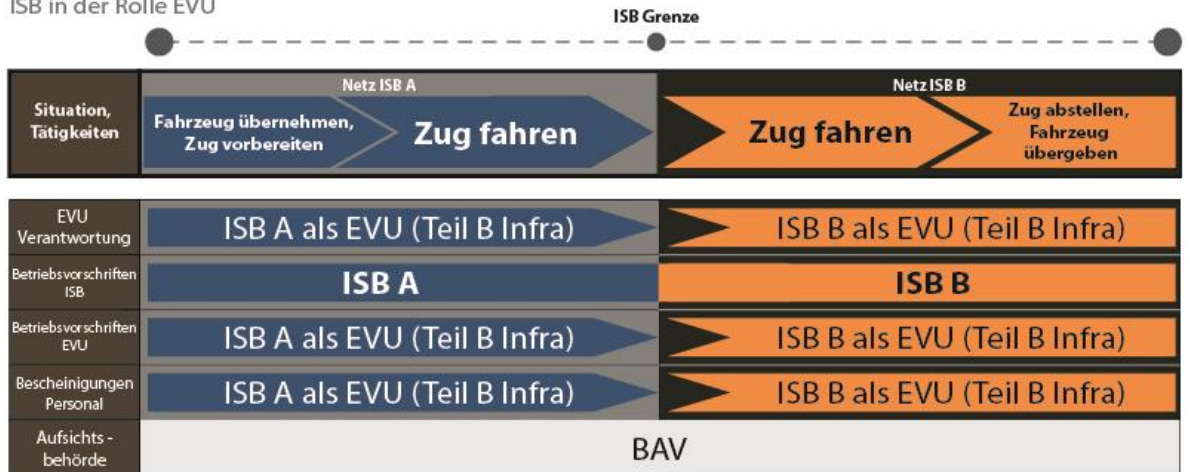 ISB in der Rolle EVU
ISB Grenze
Situation,
Tätigkeiten
Netz ISB A
Fahrzeug übernehmen,
Zug vorbereiten
Zug fahren
Netz ISB B
Zug fahren
Zug abstellen,
Fahrzeug
übergeben
EVU
Verantwortung
ISB A als EVU (Teil B Infra)
ISB B als EVU (Teil B Infra)
Betriebsvorschriften
ISB
ISB A
ISB B
Betriebsvorschriften
EVU
ISB A als EVU (Teil B Infra)
ISB B als EVU (Teil B Infra)
Bescheinigungen
Personal
ISB A als EVU (Teil B Infra)
ISB B als EVU (Teil B Infra)
Aufsichts-
behörde
BAV